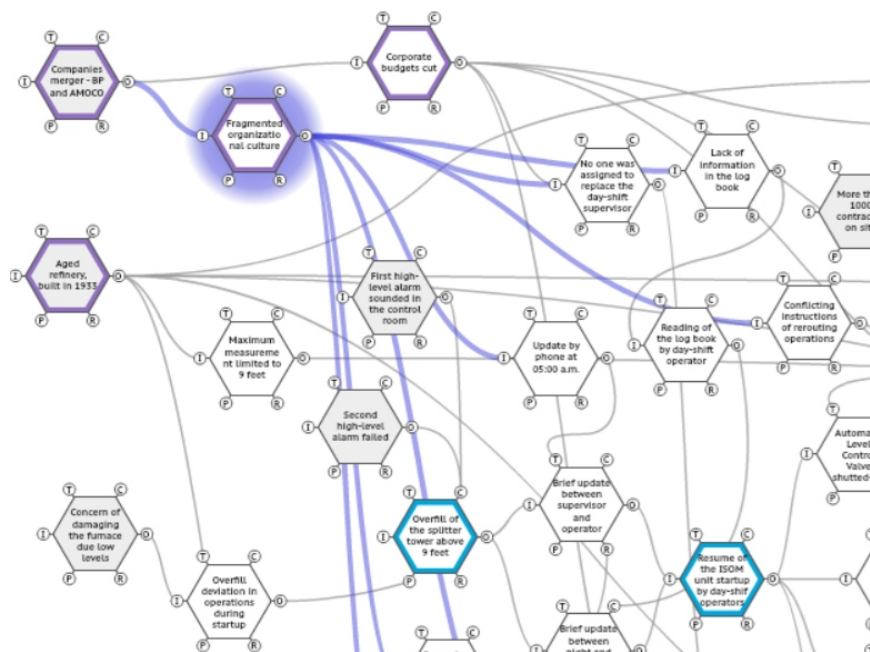 Companies
merger - BP
and AMOCO
Corporate
budgets cut
Fragmented
organizatio
nal culture
No one was
assigned to
replace the
day-shift
supervisor
Lack of
information
in the log
book
More th
1000
contrac
on sit
Aged
refinery,
built in 1933
First high-
level alarm
sounded in
the control
room
Maximum
measureme
nt limited to
9 feet
Update by
phone at
05:00 a.m.
Reading of
the log book
by day-shift
operator
Conflicting
instructions
of rerouting
operations
Second
high-level
alarm failed
Automa
Level
Contro
Valve
shutted-
Concern of
damaging
the furnace
due low
levels
Overfill of
the splitter
tower above
9 feet
Brief update
between
supervisor
and
operator
Resume of
the ISOM
unit startup
by day-shif
operators
Overfill
deviation in
operations
during
startup
Brief update
between